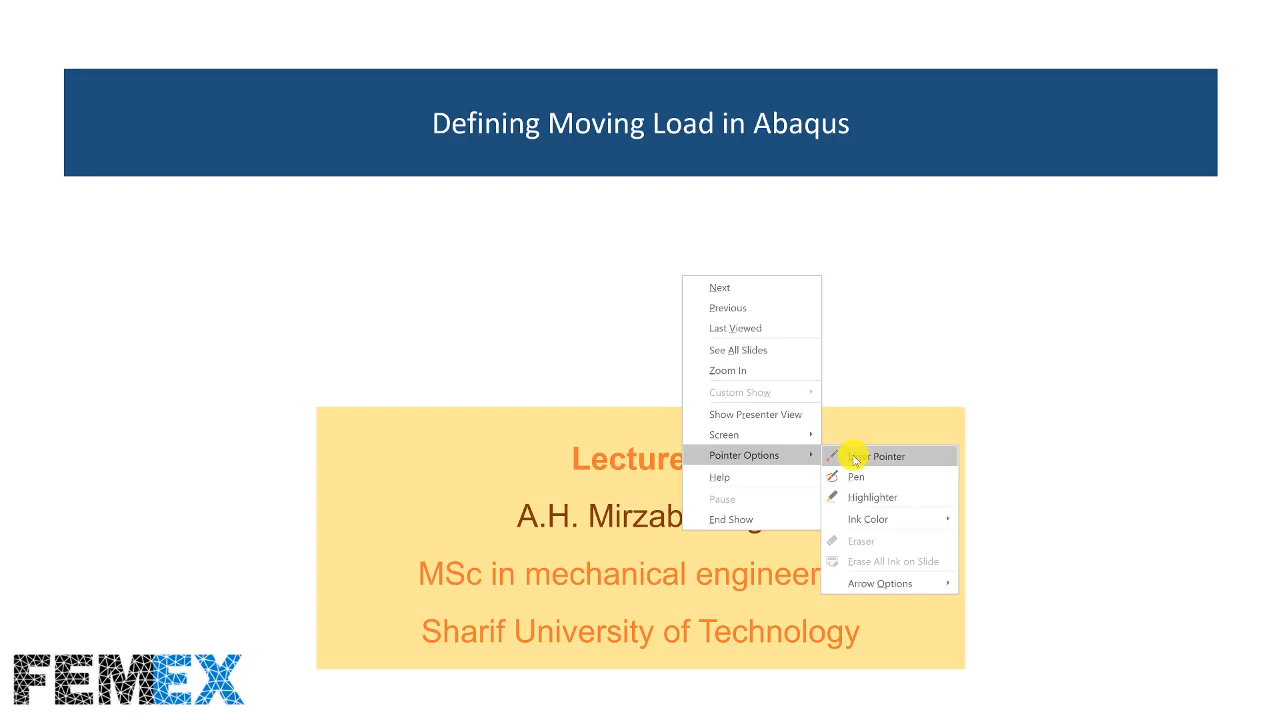 Defining Moving Load in Abaqus
Next
Previous
Last Viewed
See All Slides
Zoom In
Custom Show
Show Presenter View
Screen
Pointer Options
Help
Pause
End Show
Laser Pointer
Pen
Highlighter
Ink Color
Eraser
Erase All Ink on Slide
Arrow Options
Lecture
A.H.
MSc in mechanical
Sharif University of Technology
FEMEX